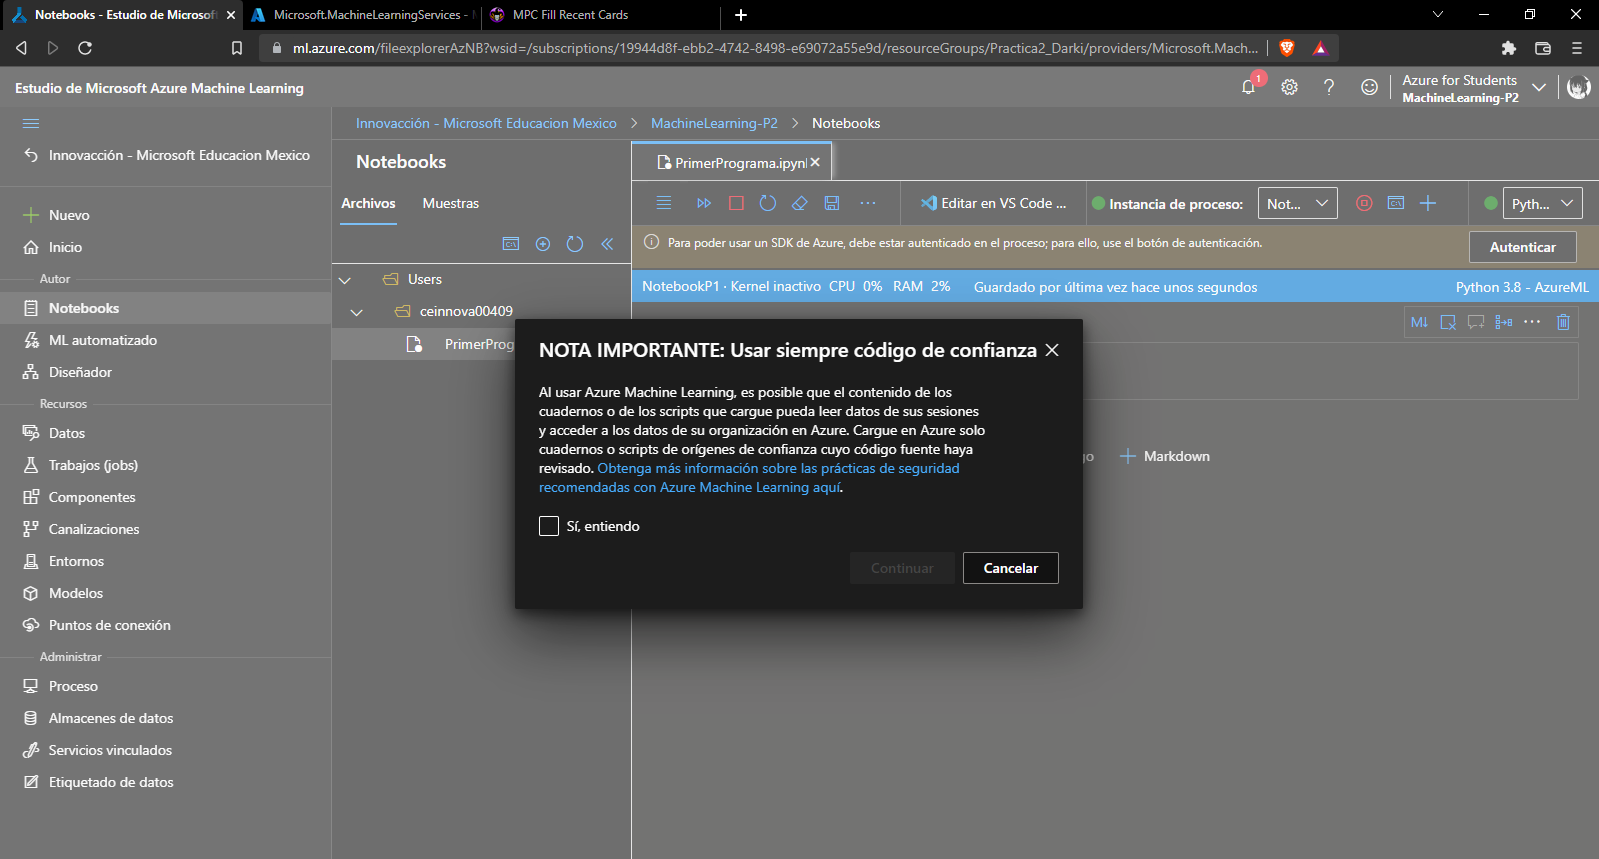 Notebooks - Estudio de Microsoft
Microsoft.MachineLearningServices -
MPC Fill Recent Cards
ml.azure.com/fileexplorerAzNB?wsid=/subscriptions/19944d8f-ebb2-4742-8498-e69072a55e9d/resourceGroups/Practica2_Darki/providers/Microsoft.Mach...
Estudio de Microsoft Azure Machine Learning
1
Azure for Students
MachineLearning-P2
Innovacción - Microsoft Educacion Mexico
Nuevo
Inicio
Autor
Notebooks
ML automatizado
Diseñador
Recursos
Datos
Trabajos (jobs)
Componentes
Canalizaciones
Entornos
Modelos
Puntos de conexión
Administrar
Proceso
Almacenes de datos
Servicios vinculados
Etiquetado de datos
Innovacción - Microsoft Educacion Mexico > MachineLearning-P2 > Notebooks
Notebooks
Archivos Muestras
Users
ceinnova00409
PrimerProg
PrimerPrograma.ipyn
Editar en VS Code ...
Instancia de proceso:
Not...
Pyth...
Para poder usar un SDK de Azure, debe estar autenticado en el proceso; para ello, use el botón de autenticación.
Autenticar
NotebookP1 · Kernel inactivo CPU 0% RAM 2% Guardado por última vez hace unos segundos Python 3.8 - AzureML
M↓
go
Markdown
NOTA IMPORTANTE: Usar siempre código de confianza
Al usar Azure Machine Learning, es posible que el contenido de los
cuadernos o de los scripts que cargue pueda leer datos de sus sesiones
y acceder a los datos de su organización en Azure. Cargue en Azure solo
cuadernos o scripts de orígenes de confianza cuyo código fuente haya
revisado. Obtenga más información sobre las prácticas de seguridad
recomendadas con Azure Machine Learning aquí.
Sí, entiendo
Continuar
Cancelar